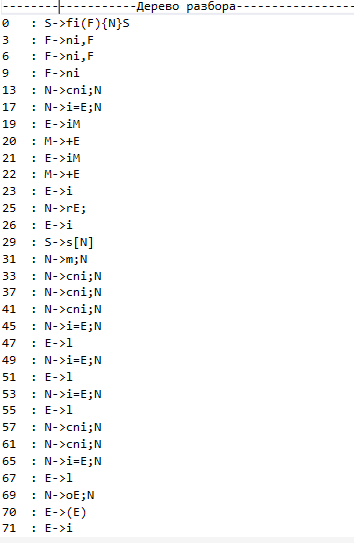 --------|-----------Дерево разбора-----------------
0   : S->fi(F){N}S
3   : F->ni,F
6   : F->ni,F
9   : F->ni
13  : N->cni;N
17  : N->i=E;N
19  : E->iM
20  : M->+E
21  : E->iM
22  : M->+E
23  : E->i
25  : N->rE;
26  : E->i
29  : S->s[N]
31  : N->m;N
33  : N->cni;N
37  : N->cni;N
41  : N->cni;N
45  : N->i=E;N
47  : E->l
49  : N->i=E;N
51  : E->l
53  : N->i=E;N
55  : E->l
57  : N->cni;N
61  : N->cni;N
65  : N->i=E;N
67  : E->l
69  : N->oE;N
70  : E->(E)
71  : E->i